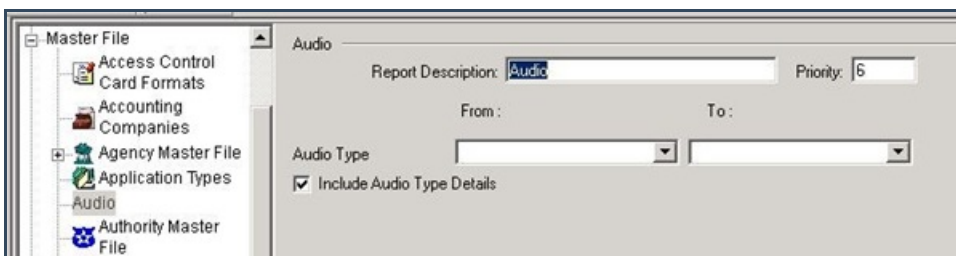 Master File
Access Control
Card Formats
Accounting
Companies
Agency Master File
Application Types
Audio
Authority Master
File
Audio
Report Description: Audio Priority: 6
From : To :
Audio Type
Include Audio Type Details